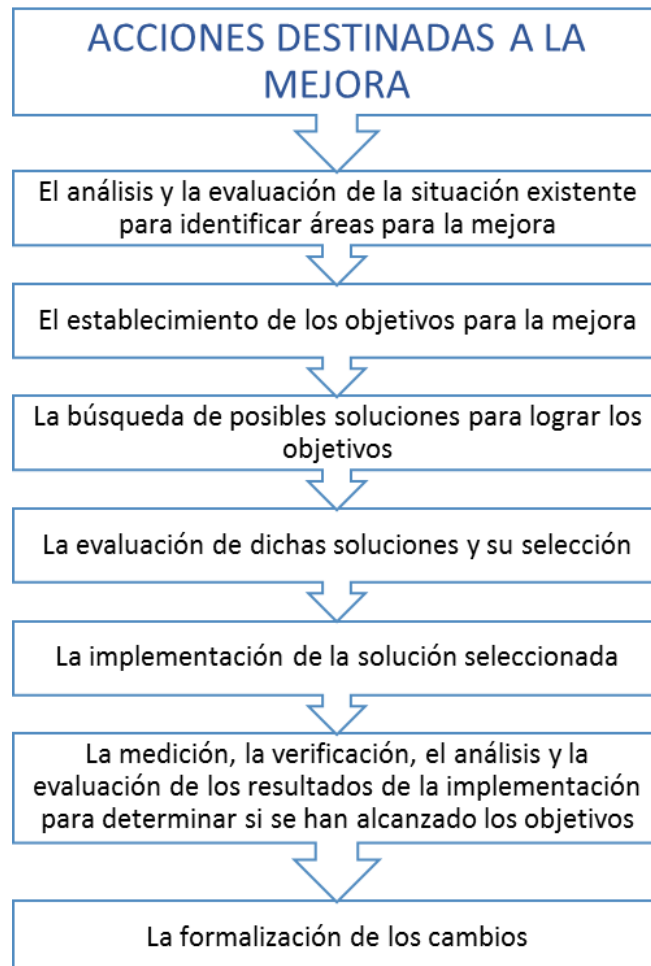 ACCIONES DESTINADAS A LA
MEJORA
El análisis y la evaluación de la situación existente
para identificar áreas para la mejora
El establecimiento de los objetivos para la mejora
La búsqueda de posibles soluciones para lograr los
objetivos
La evaluación de dichas soluciones y su selección
La implementación de la solución seleccionada
La medición, la verificación, el análisis y la
evaluación de los resultados de la implementación
para determinar si se han alcanzado los objetivos
La formalización de los cambios